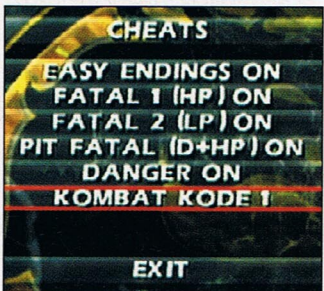 CHEATS
EASY ENDINGS ON
FATAL 1 (HP) ON
FATAL 2 (LP) ON
PIT FATAL (D+HP) ON
DANGER ON
KOMBAT KODE 1
EXIT